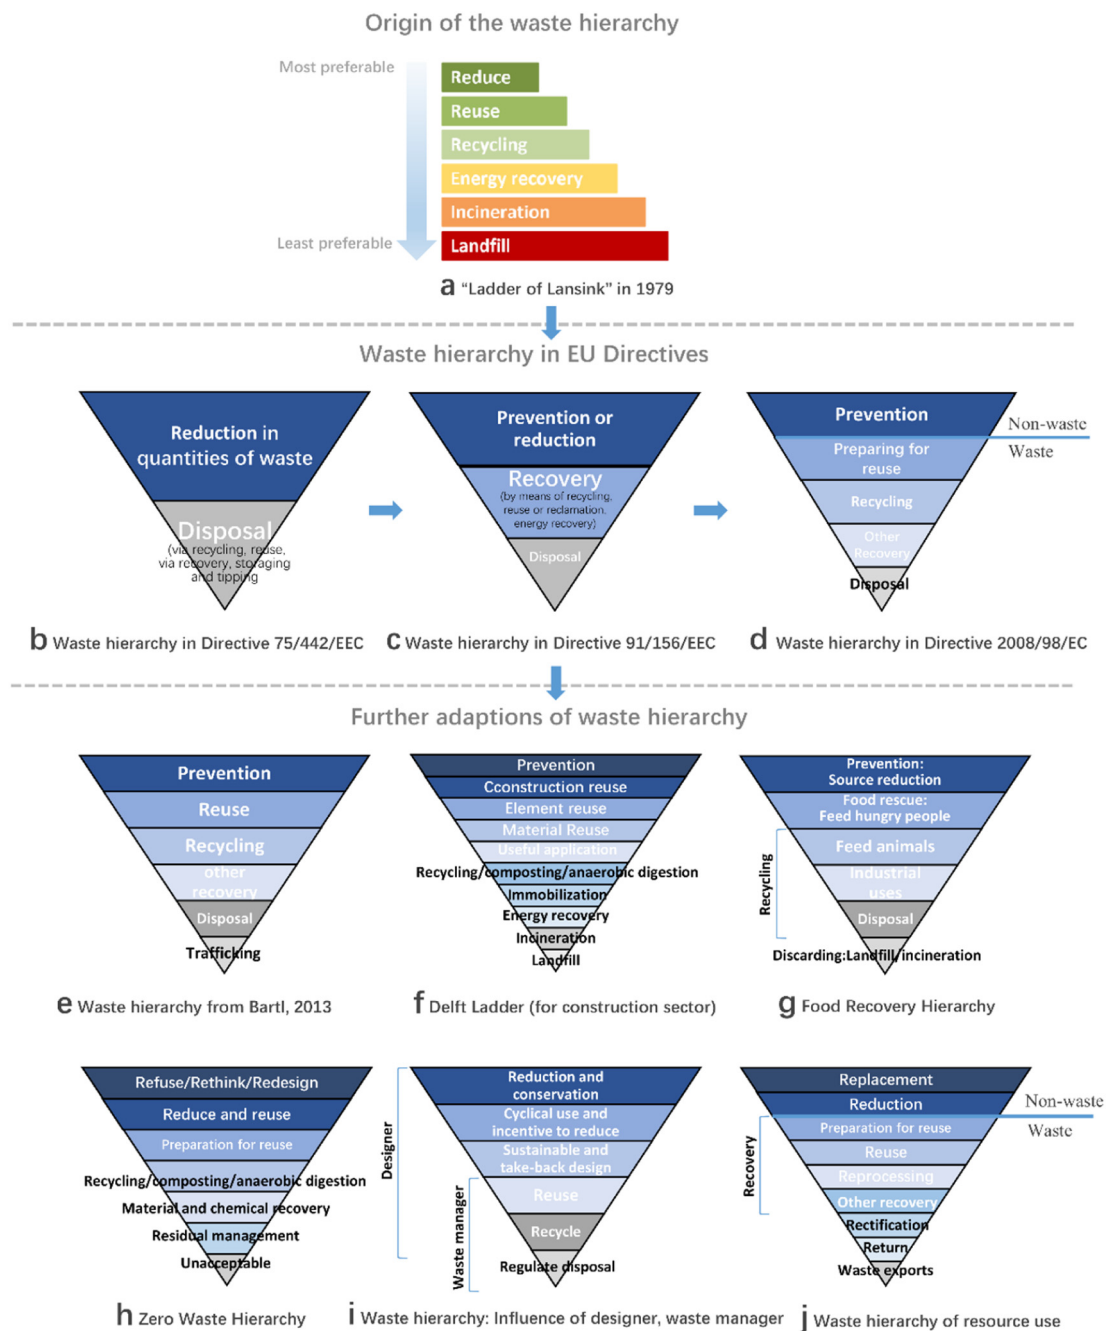 Origin of the waste hierarchy
Most preferable
Reduce
Reuse
Recycling
Energy recovery
Incineration
Least preferable
Landfill
a "Ladder of Lansink" in 1979
Waste hierarchy in EU Directives
Reduction in
quantities of waste
Disposal
(via recycling, reuse,
via recovery, storaging
and tipping
Prevention or
reduction
Recovery
(by means of recycling,
reuse or reclamation,
energy recovery)
Disposal
Prevention
Non-waste
Waste
Preparing for
reuse
Recycling
Other
Recovery
Disposal
b Waste hierarchy in Directive 75/442/EEC
c Waste hierarchy in Directive 91/156/EEC
d Waste hierarchy in Directive 2008/98/EC
Further adaptions of waste hierarchy
Prevention
Reuse
Recycling
other
recovery
Disposal
Trafficking
Prevention
Cconstruction reuse
Element reuse
Material Reuse
Useful application
Recycling/composting/anaerobic digestion
Immobilization
Energy recovery
Incineration
Landfill
Prevention:
Source reduction
Food rescue:
Feed hungry people
Feed animals
Industrial
uses
Recycling
Disposal
Discarding:Landfill/incineration
e Waste hierarchy from Bartl, 2013
f Delft Ladder (for construction sector)
g Food Recovery Hierarchy
Refuse/Rethink/Redesign
Reduce and reuse
Preparation for reuse
Recycling/composting/anaerobic digestion
Material and chemical recovery
Residual management
Unacceptable
Designer
Waste manager
Reduction and
conservation
Cyclical use and
incentive to reduce
Sustainable and
take-back design
Reuse
Recycle
Regulate disposal
Replacement
Reduction
Non-waste
Waste
Recovery
Preparation for reuse
Reuse
Reprocessing
Other recovery
Rectification
Return
Waste exports
h Zero Waste Hierarchy
i Waste hierarchy: Influence of designer, waste manager
j Waste hierarchy of resource use